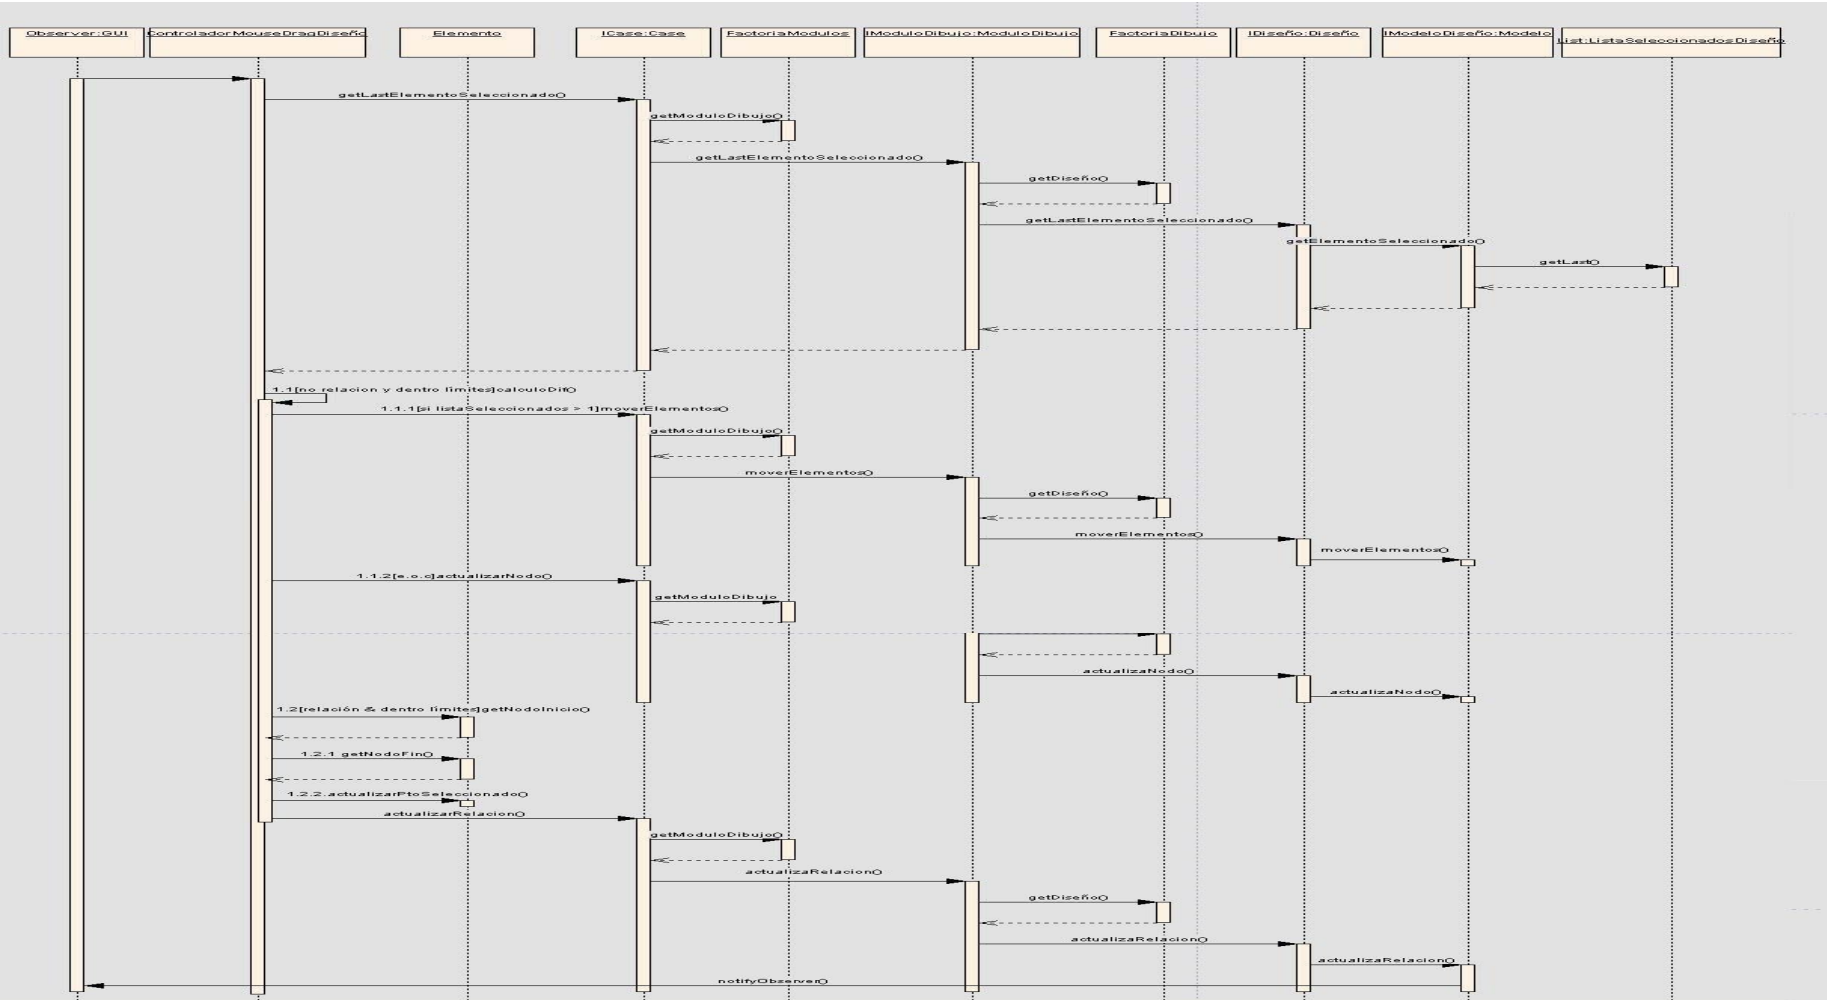 Observer:GUI
ControladorMouseDragDiseño
Elemento
ICase:Case
FactoriaModulos
IModuloDibujo:ModuloDibujo
FactoriaDibujo
IDiseño:Diseño
IModeloDiseño:Modelo
List:ListaSeleccionadosDiseño
getLastElementoSeleccionado()
getModuloDibujo()
getLastElementoSeleccionado()
getDiseño()
getLastElementoSeleccionado()
getElementoSeleccionado()
getLast()
1.1[no relacion y dentro límites]calculoDif()
1.1.1[si listaSeleccionados > 1]moverElementos()
getModuloDibujo()
moverElementos()
getDiseño()
moverElementos()
moverElementos()
1.1.2[e.o.c]actualizarNodo()
getModuloDibujo
actualizaNodo()
actualizaNodo()
1.2[relación & dentro límites]getNodoInicio()
1.2.1 getNodoFin()
1.2.2.actualizarPtoSeleccionado()
actualizarRelacion()
getModuloDibujo()
actualizaRelacion()
getDiseño()
actualizaRelacion()
actualizaRelacion()
notifyObserver()